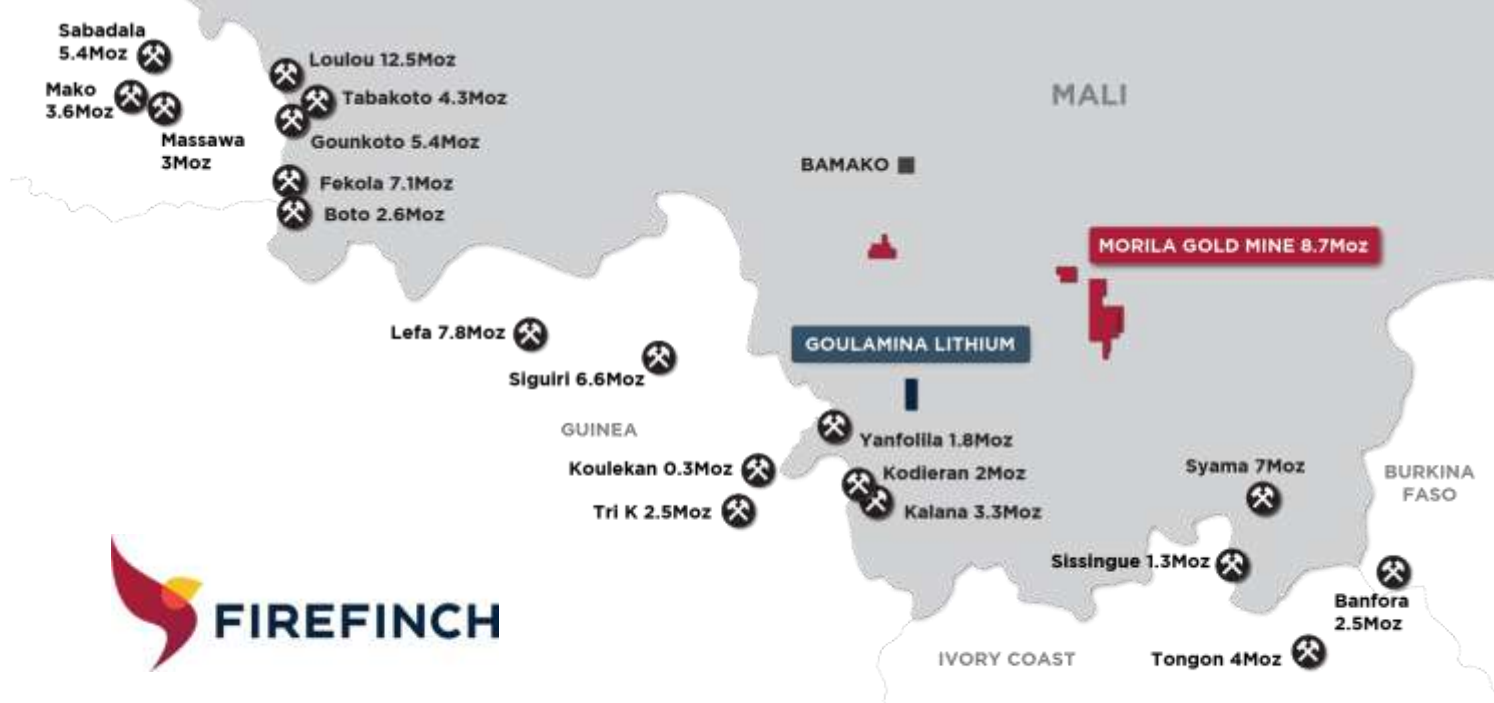 Sabadala
5.4Moz
Loulou 12.5Moz
Mako
3.6Moz
Tabakoto 4.3Moz
MALI
Massawa
3Moz
Gounkoto 5.4Moz
BAMAKO
Fekola 7.1Moz
Boto 2.6Moz
MORILA GOLD MINE 8.7Moz
Lefa 7.8Moz
GOULAMINA LITHIUM
Siguiri 6.6Moz
GUINEA
Yanfolila 1.8Moz
Koulekan 0.3Moz
Kodieran 2Moz
Syama 7Moz
BURKINA
FASO
Tri K 2.5Moz
Kalana 3.3Moz
Sissingue 1.3Moz
Banfora
2.5Moz
FIREFINCH
IVORY COAST
Tongon 4Moz